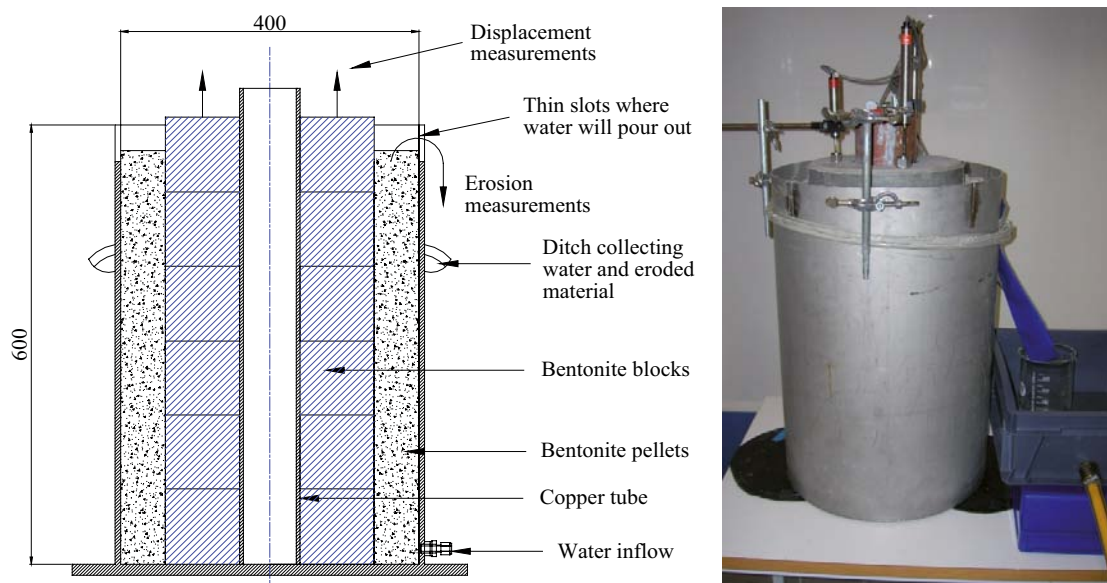 400
Displacement
measurements
Thin slots where
water will pour out
Erosion
measurements
Ditch collecting
water and eroded
material
600
Bentonite blocks
Bentonite pellets
Copper tube
Water inflow